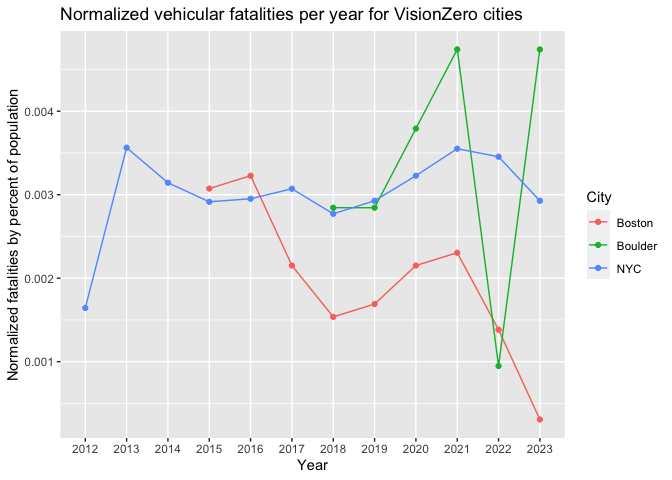 Normalized vehicular fatalities per year for VisionZero cities
Normalized fatalities by percent of population
0.004
0.003
0.002
0.001
2012 2013 2014 2015 2016 2017 2018 2019 2020 2021 2022 2023
Year
City
Boston
Boulder
NYC